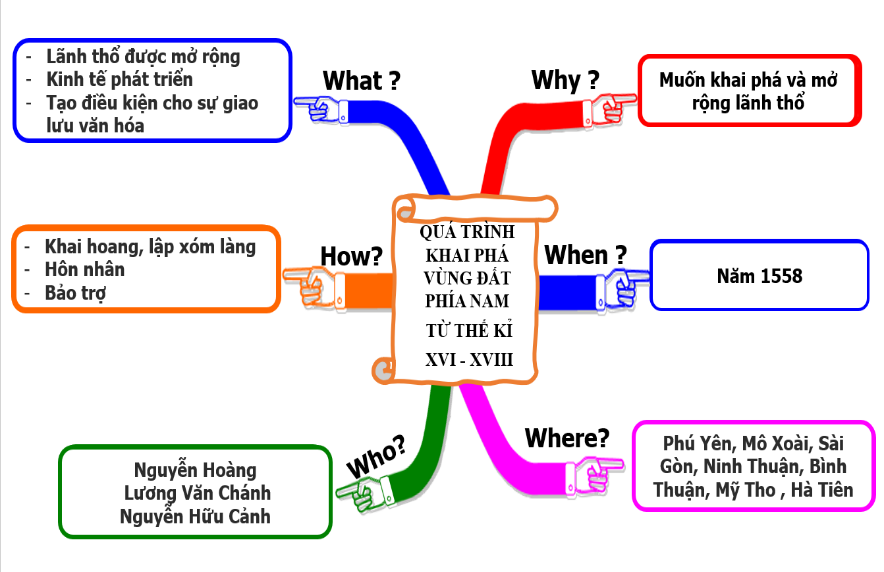 QUÁ TRÌNH
KHAI PHÁ
VÙNG ĐẤT
PHÍA NAM
TỪ THẾ KỈ
XVI - XVIII
What ?
- Lãnh thổ được mở rộng
- Kinh tế phát triển
- Tạo điều kiện cho sự giao
lưu văn hóa
Why ?
Muốn khai phá và mở
rộng lãnh thổ
How?
- Khai hoang, lập xóm làng
- Hôn nhân
- Bảo trợ
When ?
Năm 1558
Who?
Nguyễn Hoàng
Lương Văn Chánh
Nguyễn Hữu Cảnh
Where?
Phú Yên, Mô Xoài, Sài
Gòn, Ninh Thuận, Bình
Thuận, Mỹ Tho , Hà Tiên